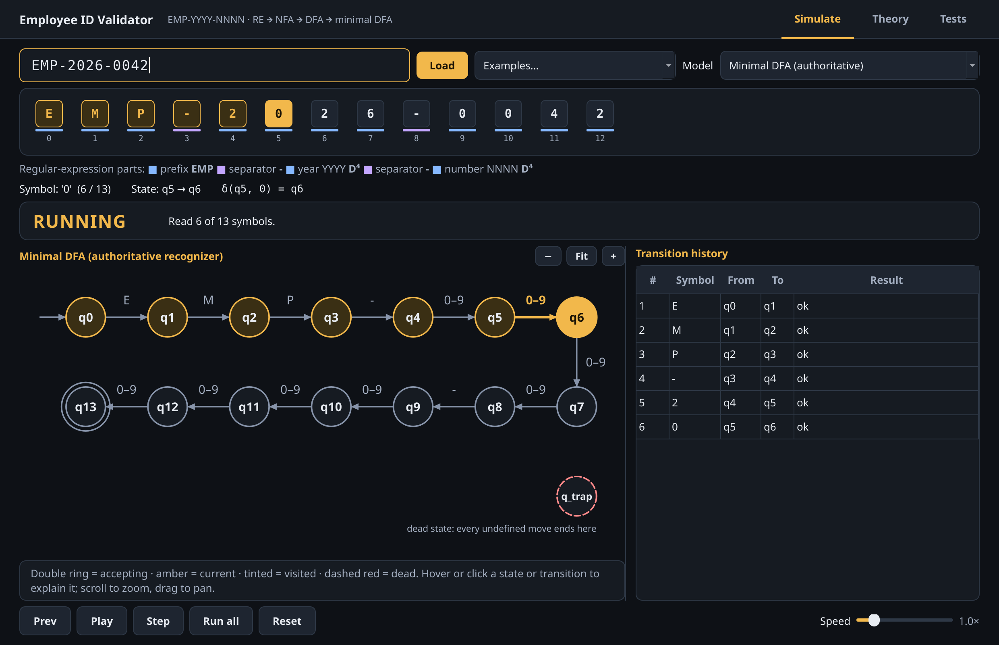 Employee ID Validator EMP-YYYY-NNNN · RE → NFA → DFA → minimal DFA Simulate Theory Tests
EMP-2026-0042 Load Examples... Model Minimal DFA (authoritative)
E M P - 2 0 2 6 - 0 0 4 2
0 1 2 3 4 5 6 7 8 9 10 11 12
Regular-expression parts: prefix EMP separator - year YYYY D⁴ separator - number NNNN D⁴
Symbol: '0' (6 / 13) State: q5 → q6 δ(q5, 0) = q6
RUNNING Read 6 of 13 symbols.
Minimal DFA (authoritative recognizer) − Fit +
E M P - 0–9 0–9
q0 q1 q2 q3 q4 q5 q6
0–9
0–9 0–9 0–9 0–9 - 0–9
q13 q12 q11 q10 q9 q8 q7
q_trap
dead state: every undefined move ends here
Double ring = accepting · amber = current · tinted = visited · dashed red = dead. Hover or click a state or transition to
explain it; scroll to zoom, drag to pan.
Transition history
# Symbol From To Result
1 E q0 q1 ok
2 M q1 q2 ok
3 P q2 q3 ok
4 - q3 q4 ok
5 2 q4 q5 ok
6 0 q5 q6 ok
Prev Play Step Run all Reset Speed 1.0×